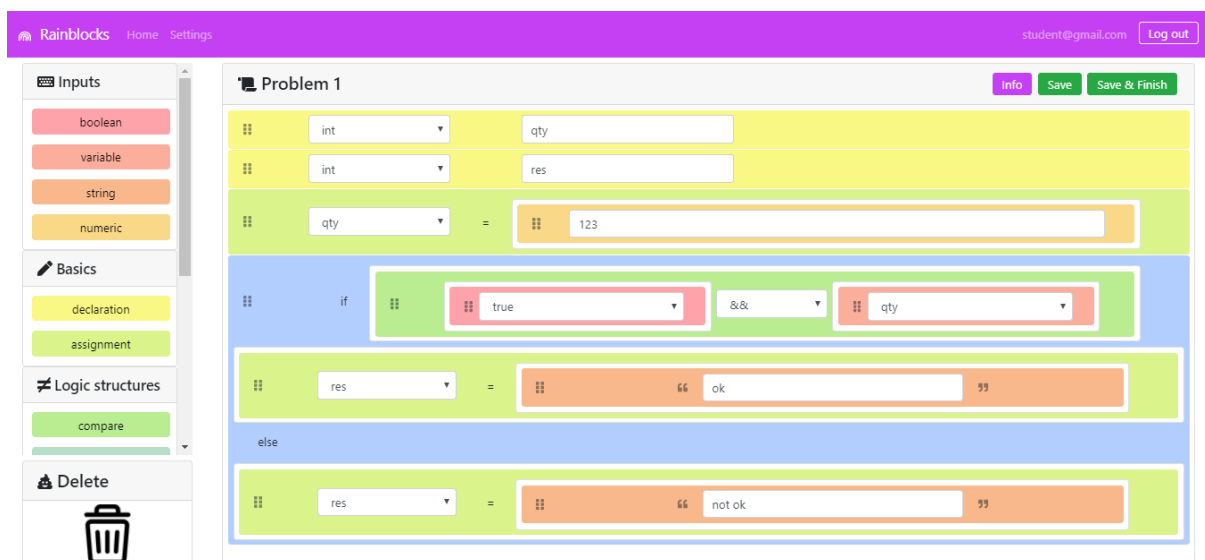 Rainblocks Home Settings student@gmail.com Log out
Inputs
boolean
variable
string
numeric
Basics
declaration
assignment
Logic structures
compare
Delete
Problem 1 Info Save Save & Finish
int qty
int res
qty = 123
if true && qty
res = “ ok ”
else
res = “ not ok ”